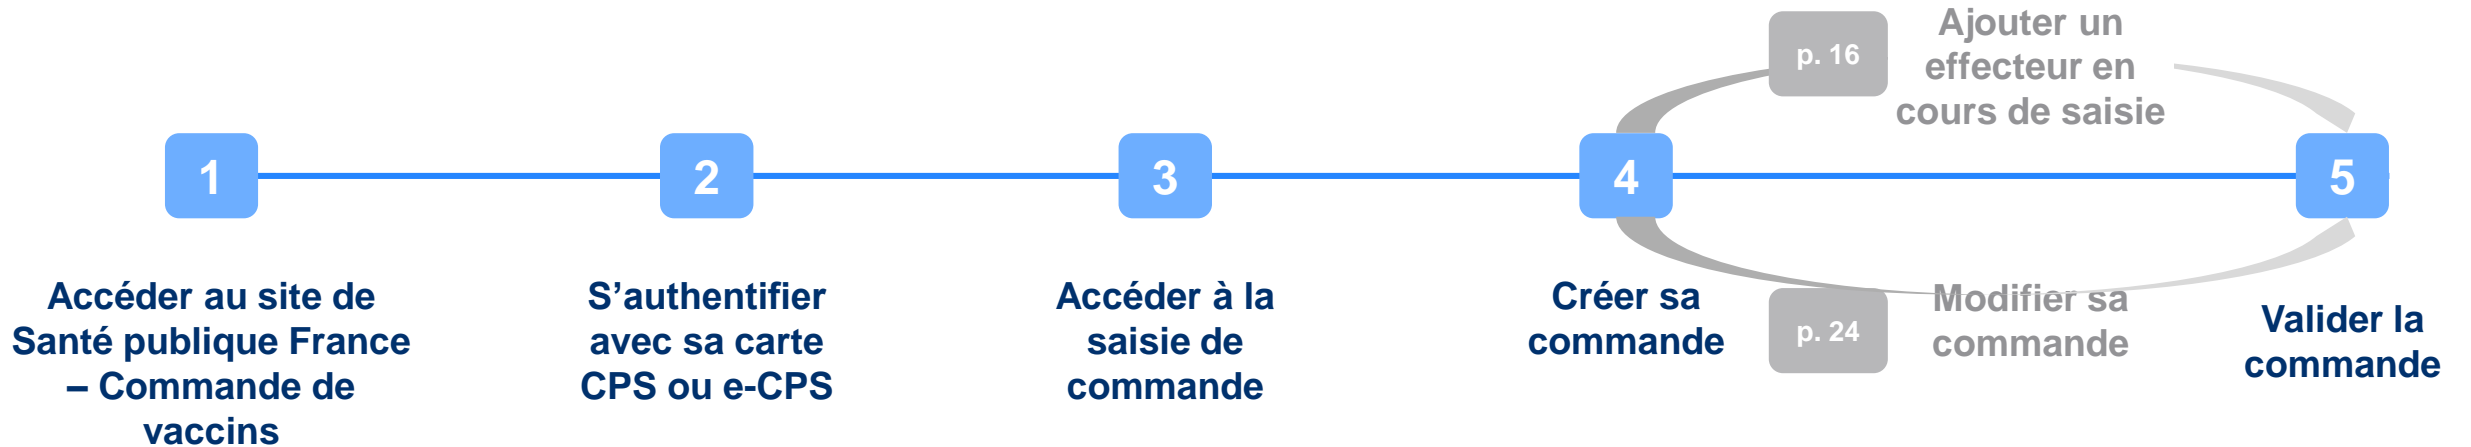 1
Accéder au site de
Santé publique France
– Commande de
vaccins
2
S’authentifier
avec sa carte
CPS ou e-CPS
3
Accéder à la
saisie de
commande
4
Créer sa
commande
p. 16
Ajouter un
effecteur en
cours de saisie
p. 24
Modifier sa
commande
5
Valider la
commande